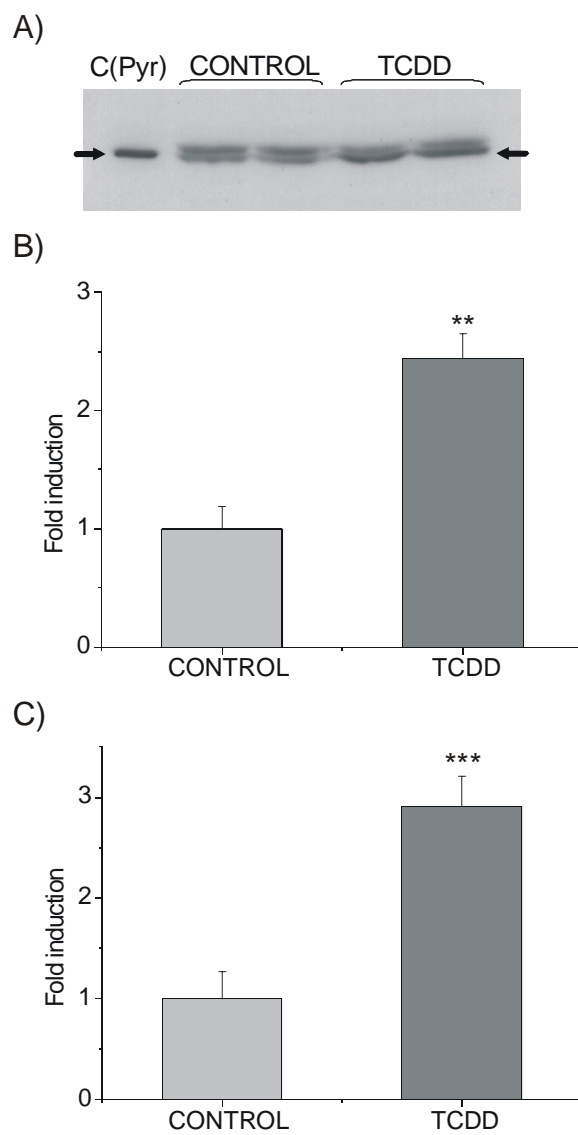 A)
C(Pyr) CONTROL TCDD
B)
3
**
2
1
0
Fold induction
CONTROL TCDD
C)
***
3
2
1
0
Fold induction
CONTROL TCDD